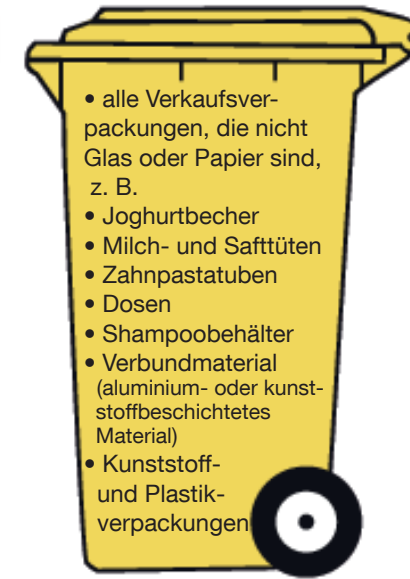 • alle Verkaufsver-
packungen, die nicht
Glas oder Papier sind,
z. B.
• Joghurtbecher
• Milch- und Safttüten
• Zahnpastatuben
• Dosen
• Shampoobehälter
• Verbundmaterial
(aluminium- oder kunst-
stoffbeschichtetes
Material)
• Kunststoff-
und Plastik-
verpackungen